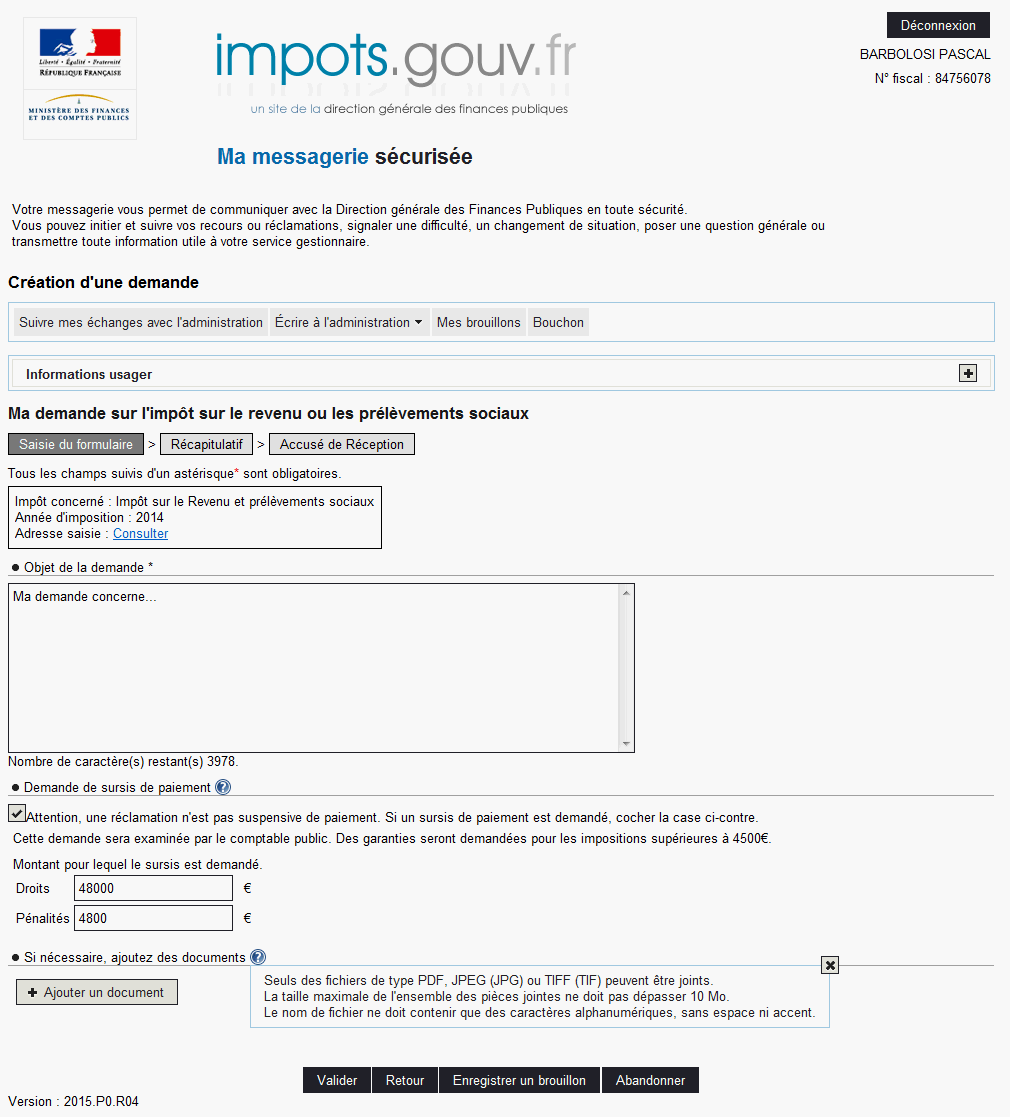 Déconnexion
Liberté • Égalité • Fraternité
RÉPUBLIQUE FRANÇAISE
MINISTÈRE DES FINANCES
ET DES COMPTES PUBLICS
impots.gouv.fr
un site de la direction générale des finances publiques
BARBOLOSI PASCAL
N° fiscal : 84756078
Ma messagerie sécurisée
Votre messagerie vous permet de communiquer avec la Direction générale des Finances Publiques en toute sécurité.
Vous pouvez initier et suivre vos recours ou réclamations, signaler une difficulté, un changement de situation, poser une question générale ou
transmettre toute information utile à votre service gestionnaire.
Création d'une demande
Suivre mes échanges avec l'administration Écrire à l'administration Mes brouillons Bouchon
Informations usager
Ma demande sur l'impôt sur le revenu ou les prélèvements sociaux
Saisie du formulaire > Récapitulatif > Accusé de Réception
Tous les champs suivis d'un astérisque* sont obligatoires.
Impôt concerné : Impôt sur le Revenu et prélèvements sociaux
Année d'imposition : 2014
Adresse saisie : Consulter
● Objet de la demande *
Ma demande concerne...
Nombre de caractère(s) restant(s) 3978.
● Demande de sursis de paiement ?
Attention, une réclamation n'est pas suspensive de paiement. Si un sursis de paiement est demandé, cocher la case ci-contre.
Cette demande sera examinée par le comptable public. Des garanties seront demandées pour les impositions supérieures à 4500€.
Montant pour lequel le sursis est demandé.
Droits 48000 €
Pénalités 4800 €
● Si nécessaire, ajoutez des documents ?
+ Ajouter un document
Seuls des fichiers de type PDF, JPEG (JPG) ou TIFF (TIF) peuvent être joints.
La taille maximale de l'ensemble des pièces jointes ne doit pas dépasser 10 Mo.
Le nom de fichier ne doit contenir que des caractères alphanumériques, sans espace ni accent.
Valider Retour Enregistrer un brouillon Abandonner
Version : 2015.P0.R04